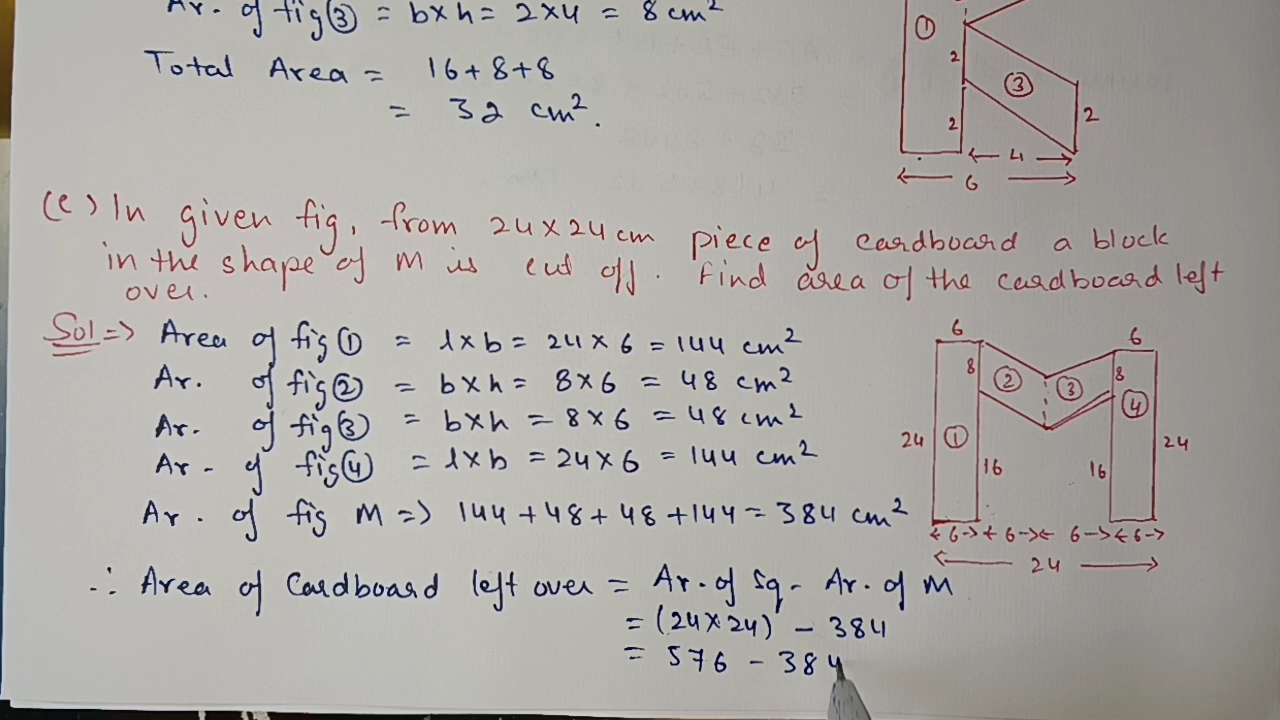 Ar. of fig ③ = b×h = 2×4 = 8 cm²
Total Area = 16+8+8
= 32 cm².
①
2
③
2
2
4
6
(e) In given fig, from 24×24 cm piece of cardboard a block
in the shape of M is cut off. Find area of the cardboard left
over.
Sol => Area of fig ① = l×b = 24×6 = 144 cm²
Ar. of fig ② = b×h = 8×6 = 48 cm²
Ar. of fig ③ = b×h = 8×6 = 48 cm²
Ar. of fig ④ = l×b = 24×6 = 144 cm²
Ar. of fig M => 144+48+48+144 = 384 cm²
∴ Area of Cardboard left over = Ar. of Sq - Ar. of M
= (24×24) - 384
= 576 - 384
6 6
8 ② ③ 8 ④
24 ① 24
16 16
6 6 6 6
24